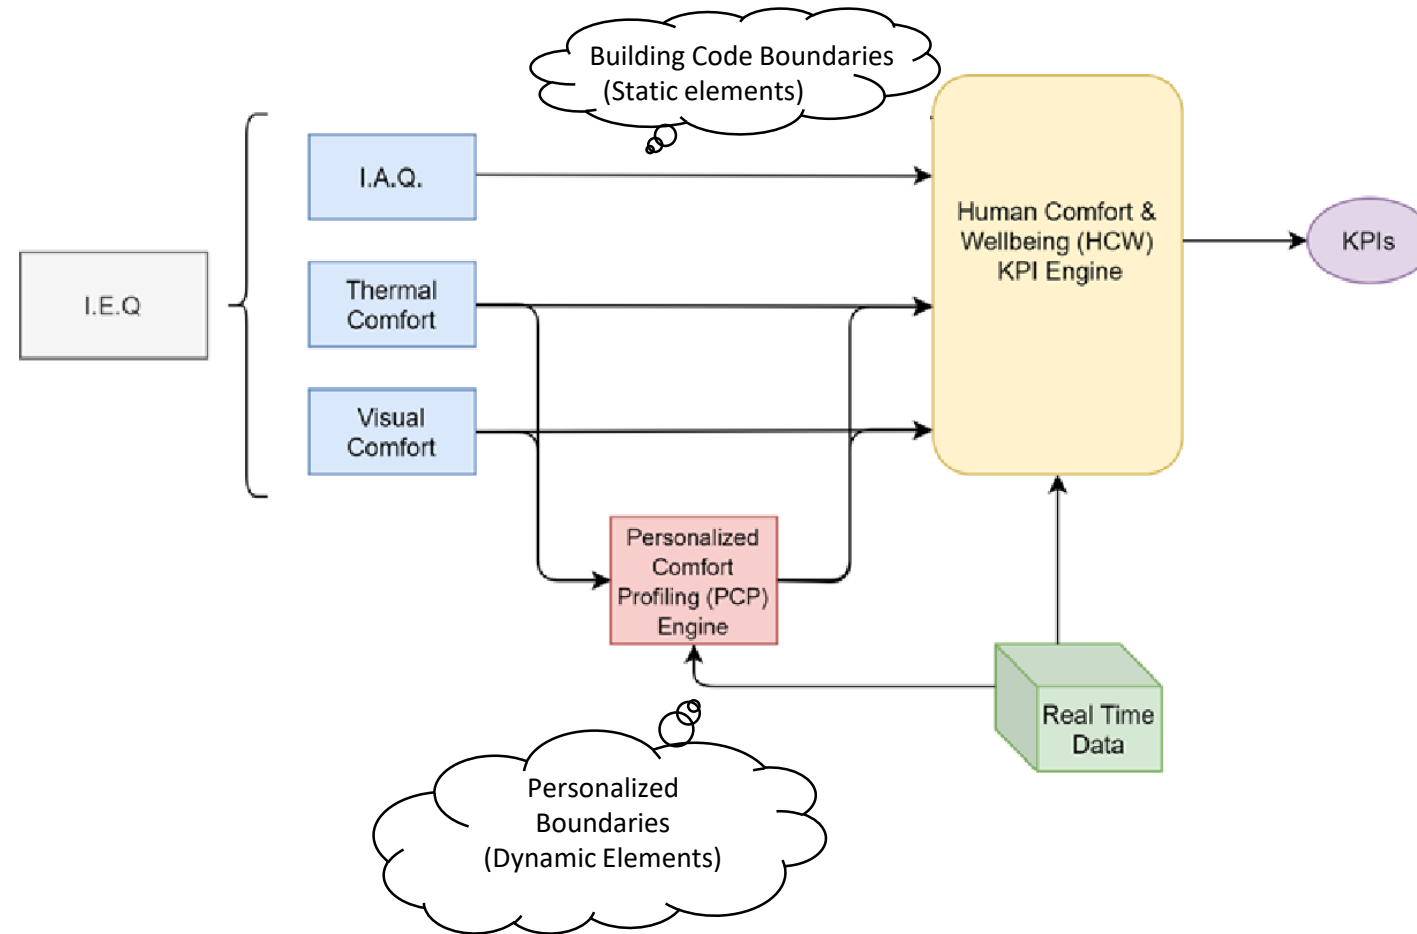 Building Code Boundaries
(Static elements)
I.A.Q.
Human Comfort &
Wellbeing (HCW)
KPI Engine
KPIs
I.E.Q
Thermal
Comfort
Visual
Comfort
Personalized
Comfort
Profiling (PCP)
Engine
Real Time
Data
Personalized
Boundaries
(Dynamic Elements)